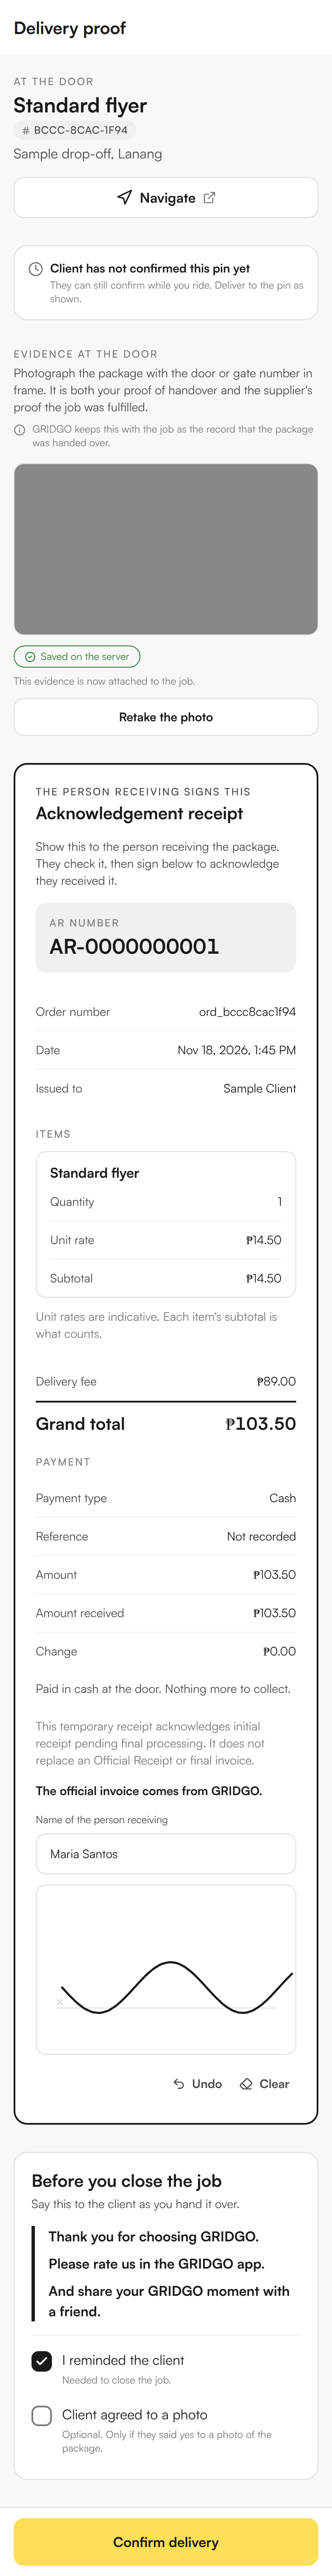 Delivery proof
AT THE DOOR
Standard flyer
# BCCC-8CAC-1F94
Sample drop-off, Lanang
Navigate
Client has not confirmed this pin yet
They can still confirm while you ride. Deliver to the pin as
shown.
EVIDENCE AT THE DOOR
Photograph the package with the door or gate number in
frame. It is both your proof of handover and the supplier's
proof the job was fulfilled.
GRIDGO keeps this with the job as the record that the package
was handed over.
Saved on the server
This evidence is now attached to the job.
Retake the photo
THE PERSON RECEIVING SIGNS THIS
Acknowledgement receipt
Show this to the person receiving the package.
They check it, then sign below to acknowledge
they received it.
AR NUMBER
AR-0000000001
Order number ord_bccc8cac1f94
Date Nov 18, 2026, 1:45 PM
Issued to Sample Client
ITEMS
Standard flyer
Quantity 1
Unit rate ₱14.50
Subtotal ₱14.50
Unit rates are indicative. Each item's subtotal is
what counts.
Delivery fee ₱89.00
Grand total ₱103.50
PAYMENT
Payment type Cash
Reference Not recorded
Amount ₱103.50
Amount received ₱103.50
Change ₱0.00
Paid in cash at the door. Nothing more to collect.
This temporary receipt acknowledges initial
receipt pending final processing. It does not
replace an Official Receipt or final invoice.
The official invoice comes from GRIDGO.
Name of the person receiving
Maria Santos
Undo Clear
Before you close the job
Say this to the client as you hand it over.
Thank you for choosing GRIDGO.
Please rate us in the GRIDGO app.
And share your GRIDGO moment with
a friend.
I reminded the client
Needed to close the job.
Client agreed to a photo
Optional. Only if they said yes to a photo of the
package.
Confirm delivery